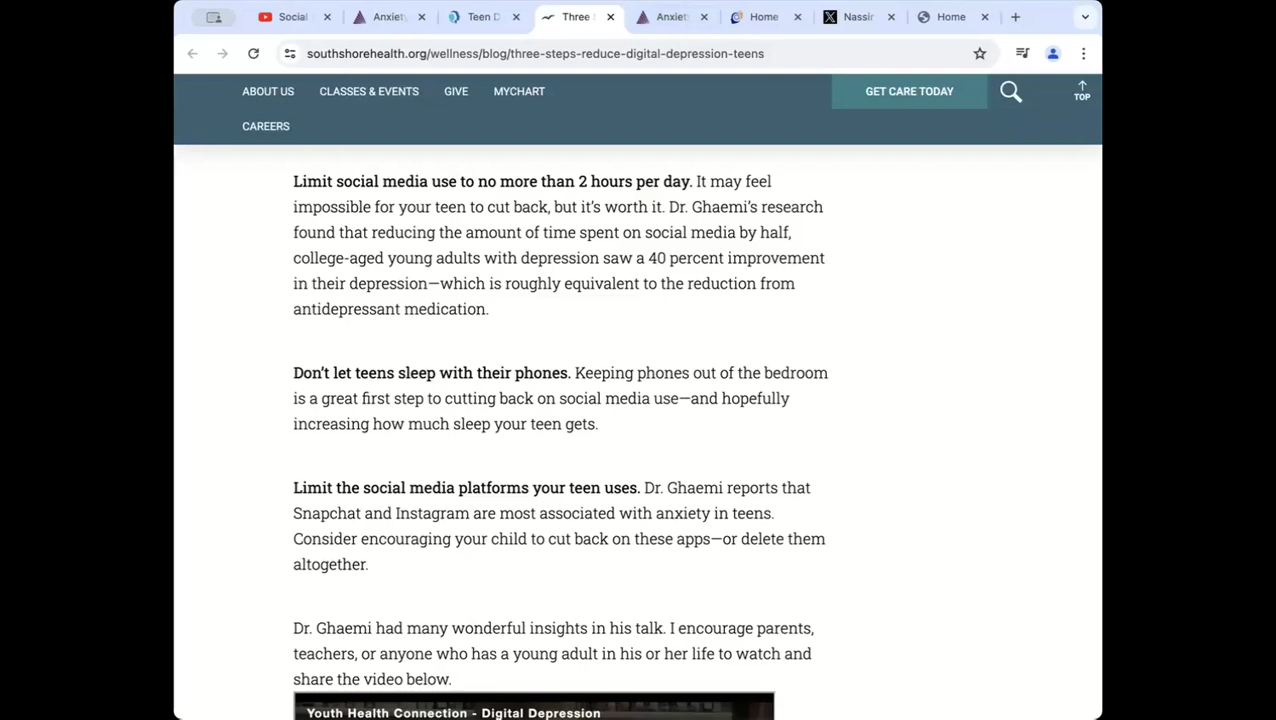 Social
Anxiety
Teen D
Three
Anxiety
Home
Nassir
Home
southshorehealth.org/wellness/blog/three-steps-reduce-digital-depression-teens
ABOUT US CLASSES & EVENTS GIVE MYCHART
GET CARE TODAY
TOP
CAREERS
Limit social media use to no more than 2 hours per day. It may feel
impossible for your teen to cut back, but it's worth it. Dr. Ghaemi's research
found that reducing the amount of time spent on social media by half,
college-aged young adults with depression saw a 40 percent improvement
in their depression—which is roughly equivalent to the reduction from
antidepressant medication.
Don't let teens sleep with their phones. Keeping phones out of the bedroom
is a great first step to cutting back on social media use—and hopefully
increasing how much sleep your teen gets.
Limit the social media platforms your teen uses. Dr. Ghaemi reports that
Snapchat and Instagram are most associated with anxiety in teens.
Consider encouraging your child to cut back on these apps—or delete them
altogether.
Dr. Ghaemi had many wonderful insights in his talk. I encourage parents,
teachers, or anyone who has a young adult in his or her life to watch and
share the video below.
Youth Health Connection - Digital Depression